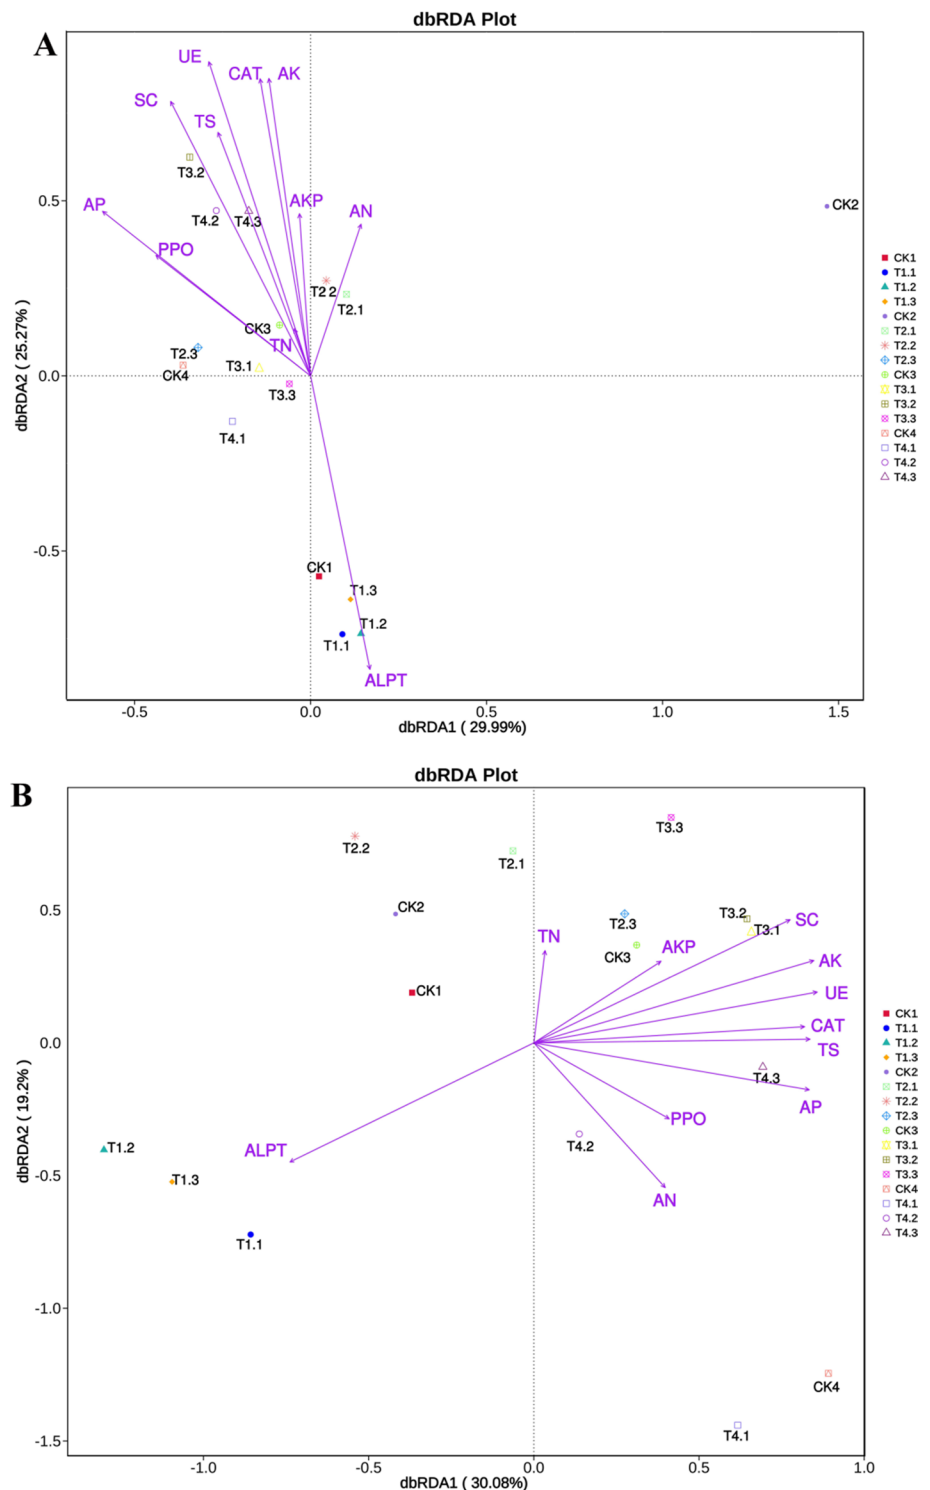 dbRDA Plot
A
UE
CAT AK
SC
TS
T3.2
AP
T4.2
T4.3
AKP
AN
CK2
PPO
T2 2
T2.1
CK3
TN
T2.3
CK4
T3.1
T3.3
T4.1
CK1
T1.3
T1.2
T1.1
ALPT
0.5
0.0
-0.5
dbRDA2 ( 25.27% )
-0.5
0.0
0.5
1.0
1.5
dbRDA1 ( 29.99%)
CK1
T1.1
T1.2
T1.3
CK2
T2.1
T2.2
T2.3
CK3
T3.1
T3.2
T3.3
CK4
T4.1
T4.2
T4.3
dbRDA Plot
B
T3.3
T2.2
T2.1
CK2
T2.3
T3.2
T3.1
SC
TN
AKP
CK3
AK
CK1
UE
CAT
TS
T4.3
AP
PPO
T4.2
ALPT
T1.2
T1.3
AN
T1.1
CK4
T4.1
0.5
0.0
-0.5
-1.0
-1.5
dbRDA2 ( 19.2% )
-1.0
-0.5
0.0
0.5
1.0
dbRDA1 ( 30.08%)
CK1
T1.1
T1.2
T1.3
CK2
T2.1
T2.2
T2.3
CK3
T3.1
T3.2
T3.3
CK4
T4.1
T4.2
T4.3